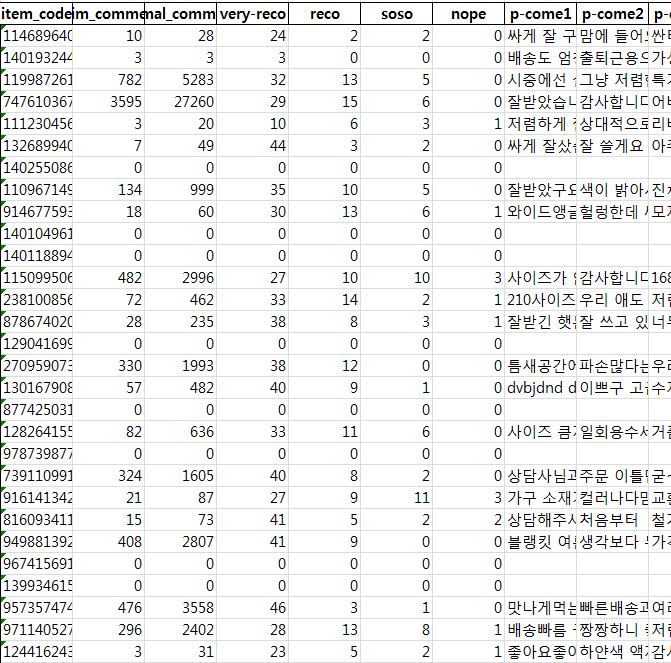 item_code im_comme nal_comm very-reco reco soso nope p-come1 p-come2 p-c
114689640 10 28 24 2 2 0 싸게 잘 구 맘에 들어요 싼
140193244 3 3 3 0 0 0 배송도 엄 출퇴근용으 가성
119987261 782 5283 32 13 5 0 시중에선 그냥 저렴한 특
747610367 3595 27260 29 15 6 0 잘받았습니 감사합니다
111230456 3 20 10 6 3 1 저렴하게 상대적으로 리
132689940 7 49 44 3 2 0 싸게 잘샀 잘 쓸게요 아
140255086 0 0 0 0 0 0
110967149 134 999 35 10 5 0 잘받았구요 색이 밝아 진
914677593 18 60 30 13 6 1 와이드앵글 헐렁한데 모
140104961 0 0 0 0 0 0
140118894 0 0 0 0 0 0
115099506 482 2996 27 10 10 3 사이즈가 감사합니다 168
238100856 72 462 33 14 2 1 210사이즈 우리 애도 저렴
878674020 28 235 38 8 3 1 잘받긴 햇 잘 쓰고 있 너무
129041699 0 0 0 0 0 0
270959073 330 1993 38 12 0 0 틈새공간에 파손많다는 우리
130167908 57 482 40 9 1 0 dvbjdnd d 이쁘구 고 수
877425031 0 0 0 0 0 0
128264155 82 636 33 11 6 0 사이즈 큼 일회용수 거
978739877 0 0 0 0 0 0
739110991 324 1605 40 8 2 0 상담사님 주문 이틀 굳
916141342 21 87 27 9 11 3 가구 소재 컬러나다 교환
816093411 15 73 41 5 2 2 상담해주시 처음부터 철
949881392 408 2807 41 9 0 0 블랭킷 여 생각보다 가격
967415691 0 0 0 0 0 0
139934615 0 0 0 0 0 0
957357474 476 3558 46 3 1 0 맛나게먹는 빠른배송과 여러
971140527 296 2402 28 13 8 1 배송빠름 짱짱하니 저렴
124416243 3 31 23 5 2 1 좋아요좋아 하얀색 감사